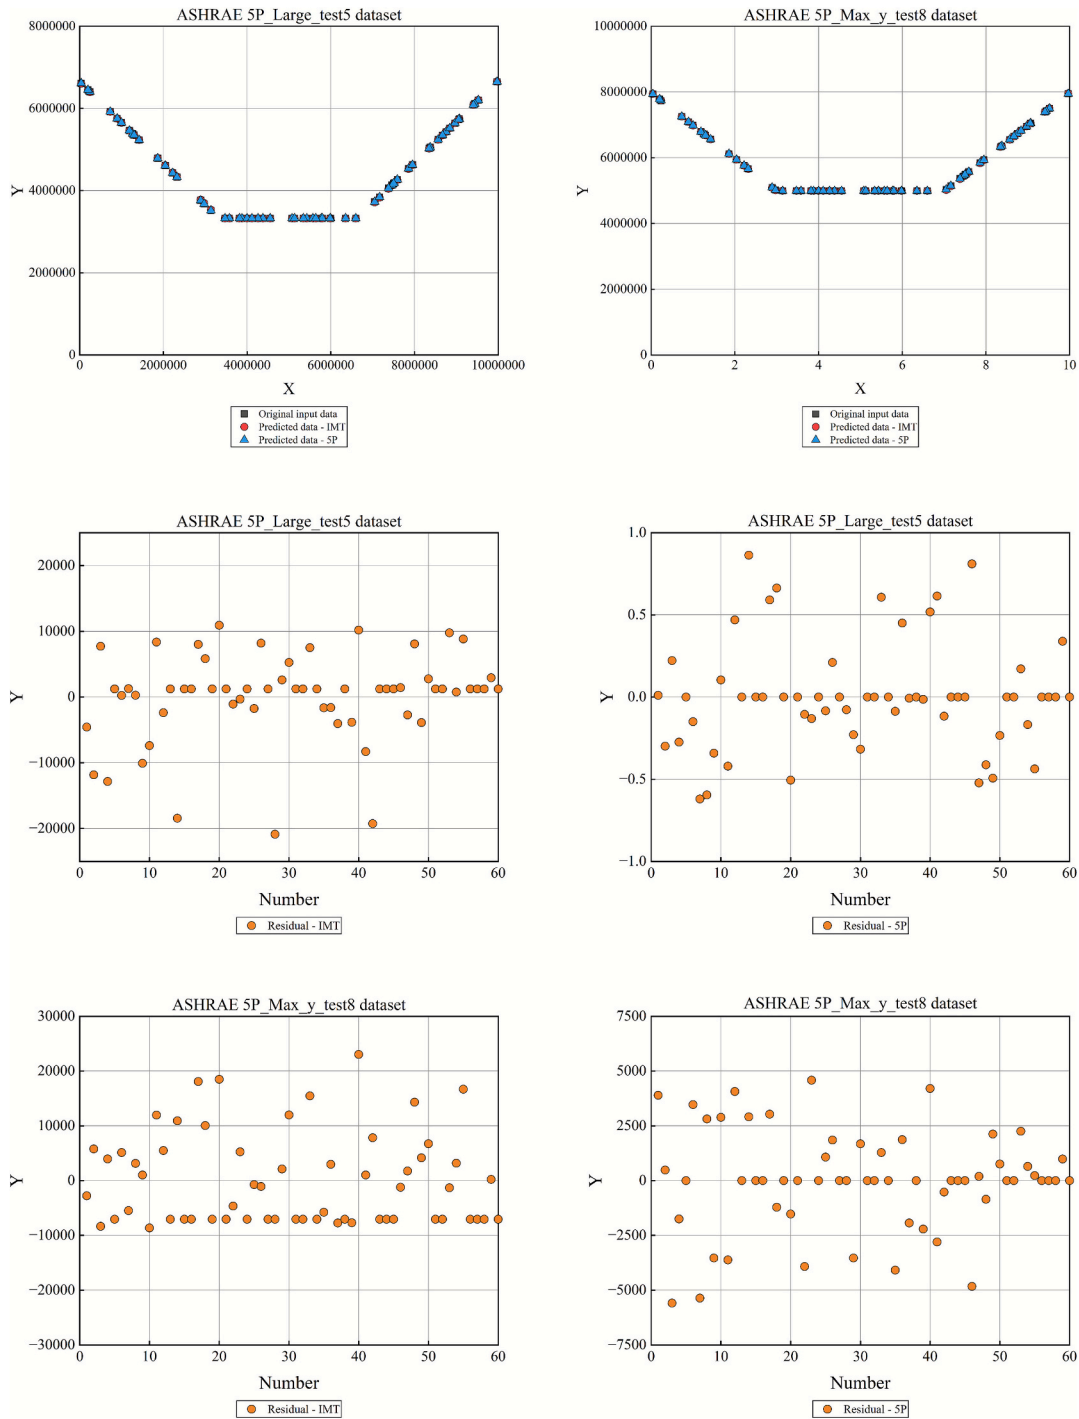 ASHRAE 5P_Large_test5 dataset
8000000
6000000
4000000
2000000
0
Y
0 2000000 4000000 6000000 8000000 10000000
X
Original input data
Predicted data - IMT
Predicted data - 5P
ASHRAE 5P_Max_y_test8 dataset
10000000
8000000
6000000
4000000
2000000
0
Y
0 2 4 6 8 10
X
Original input data
Predicted data - IMT
Predicted data - 5P
ASHRAE 5P_Large_test5 dataset
20000
10000
0
−10000
−20000
Y
0 10 20 30 40 50 60
Number
Residual - IMT
ASHRAE 5P_Large_test5 dataset
1.0
0.5
0.0
−0.5
−1.0
Y
0 10 20 30 40 50 60
Number
Residual - 5P
ASHRAE 5P_Max_y_test8 dataset
30000
20000
10000
0
−10000
−20000
−30000
Y
0 10 20 30 40 50 60
Number
Residual - IMT
ASHRAE 5P_Max_y_test8 dataset
7500
5000
2500
0
−2500
−5000
−7500
Y
0 10 20 30 40 50 60
Number
Residual - 5P